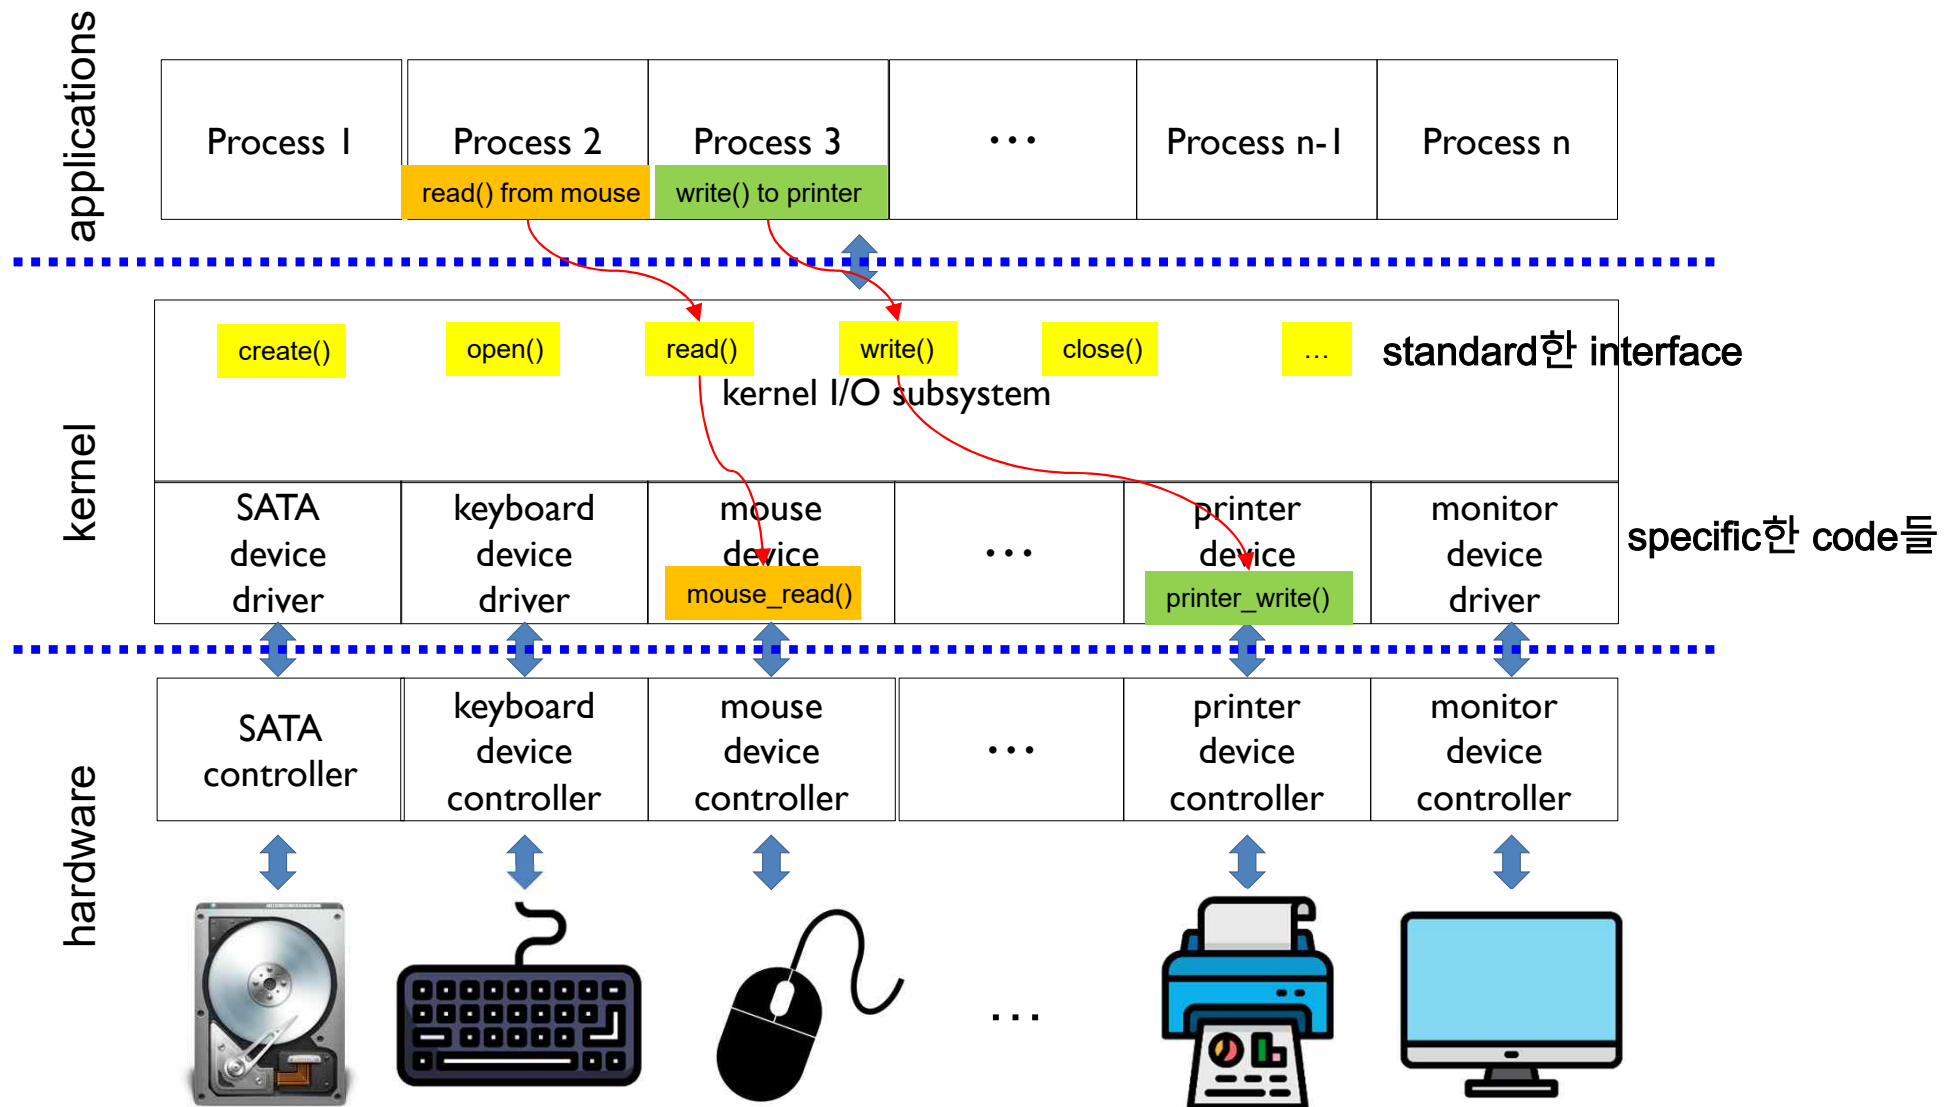 applications
Process 1
Process 2
Process 3
...
Process n-1
Process n
read() from mouse
write() to printer
kernel
create()
open()
read()
write()
close()
...
standard한 interface
kernel I/O subsystem
SATA
device
driver
keyboard
device
driver
mouse
device
mouse_read()
...
printer
device
printer_write()
monitor
device
driver
specific한 code들
hardware
SATA
controller
keyboard
device
controller
mouse
device
controller
...
printer
device
controller
monitor
device
controller
...